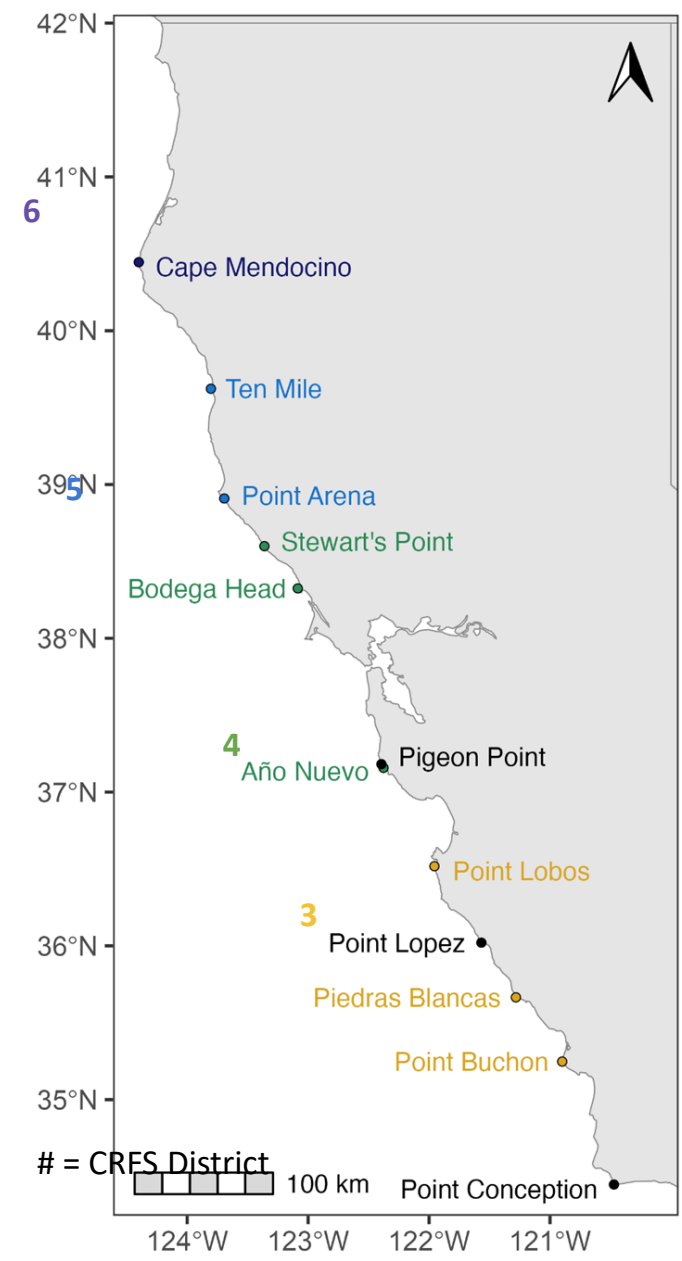 42°N
41°N
6
Cape Mendocino
40°N
Ten Mile
39°N
5
Point Arena
Stewart's Point
Bodega Head
38°N
4
Pigeon Point
Año Nuevo
37°N
Point Lobos
3
36°N
Point Lopez
Piedras Blancas
Point Buchon
35°N
# = CRFS District
100 km
Point Conception
124°W 123°W 122°W 121°W